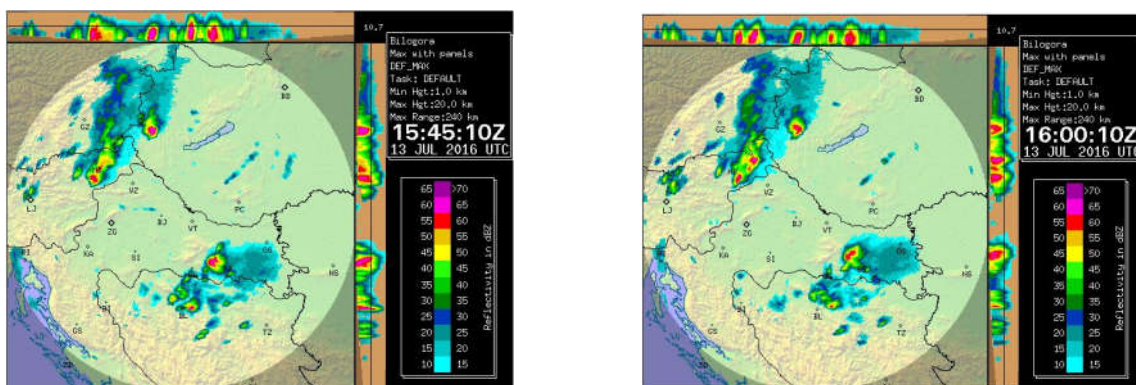 10.7
Bilogora
Max with panels
DEF_MAX
Task: DEFAULT
Min Hgt:1.0 km
Max Hgt:20.0 km
Max Range:240 km
15:45:10Z
13 JUL 2016 UTC
65 >70
60 65
55 60
50 55
45 50
40 45
35 40
30 35
25 30
20 25
15 20
10 15
Reflectivity in dBZ
BD
GZ
LJ
VZ
ZG
BJ
VT
PC
KA
SI
OS
NS
BL
GS
TZ
10.7
Bilogora
Max with panels
DEF_MAX
Task: DEFAULT
Min Hgt:1.0 km
Max Hgt:20.0 km
Max Range:240 km
16:00:10Z
13 JUL 2016 UTC
65 >70
60 65
55 60
50 55
45 50
40 45
35 40
30 35
25 30
20 25
15 20
10 15
Reflectivity in dBZ
BD
GZ
LJ
VZ
ZG
BJ
VT
PC
KA
SI
OS
NS
BL
GS
TZ